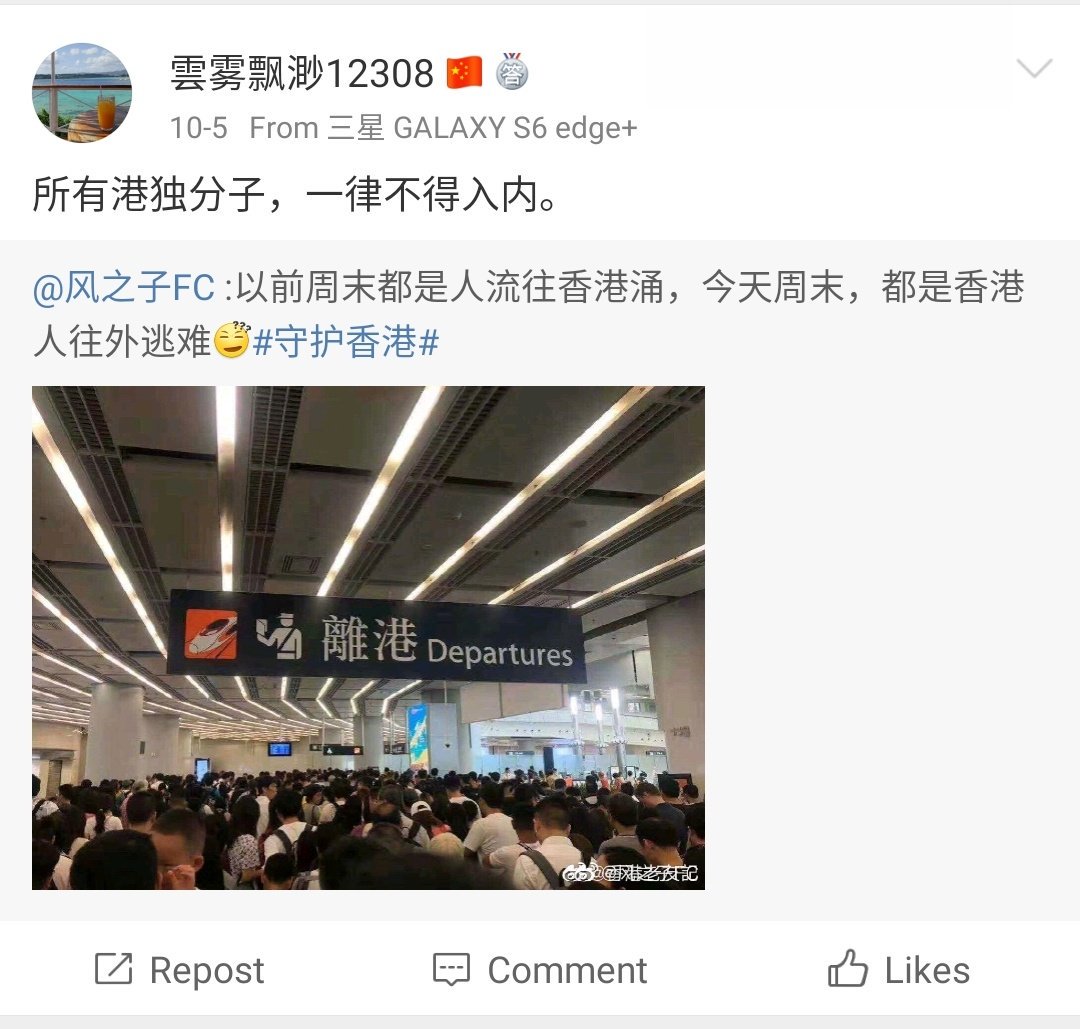 雲雾飘渺12308
答
10-5 From 三星 GALAXY S6 edge+
所有港独分子，一律不得入内。
@风之子FC :以前周末都是人流往香港涌，今天周末，都是香港
人往外逃难 #守护香港#
離港 Departures
Repost
Comment
Likes